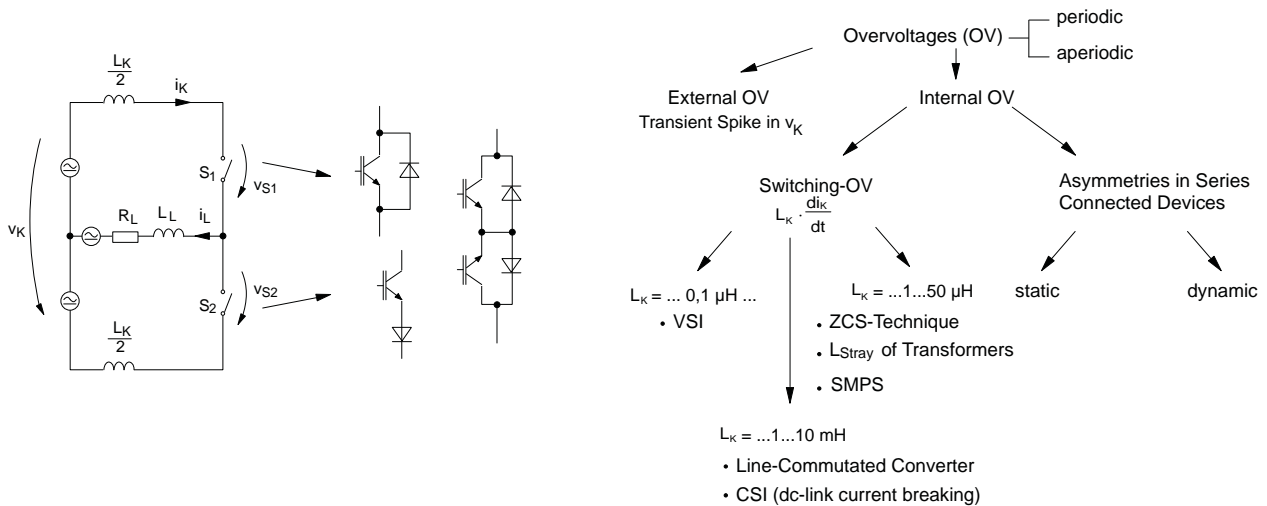 L_K
2
i_K
S_1
v_S1
v_K
R_L
L_L
i_L
S_2
v_S2
L_K
2
Overvoltages (OV)
periodic
aperiodic
External OV
Transient Spike in v_K
Internal OV
Switching-OV
L_K · di_K
dt
Asymmetries in Series
Connected Devices
L_K = ... 0,1 µH ...
• VSI
L_K = ...1...50 µH
• ZCS-Technique
• L_Stray of Transformers
• SMPS
static
dynamic
L_K = ...1...10 mH
• Line-Commutated Converter
• CSI (dc-link current breaking)